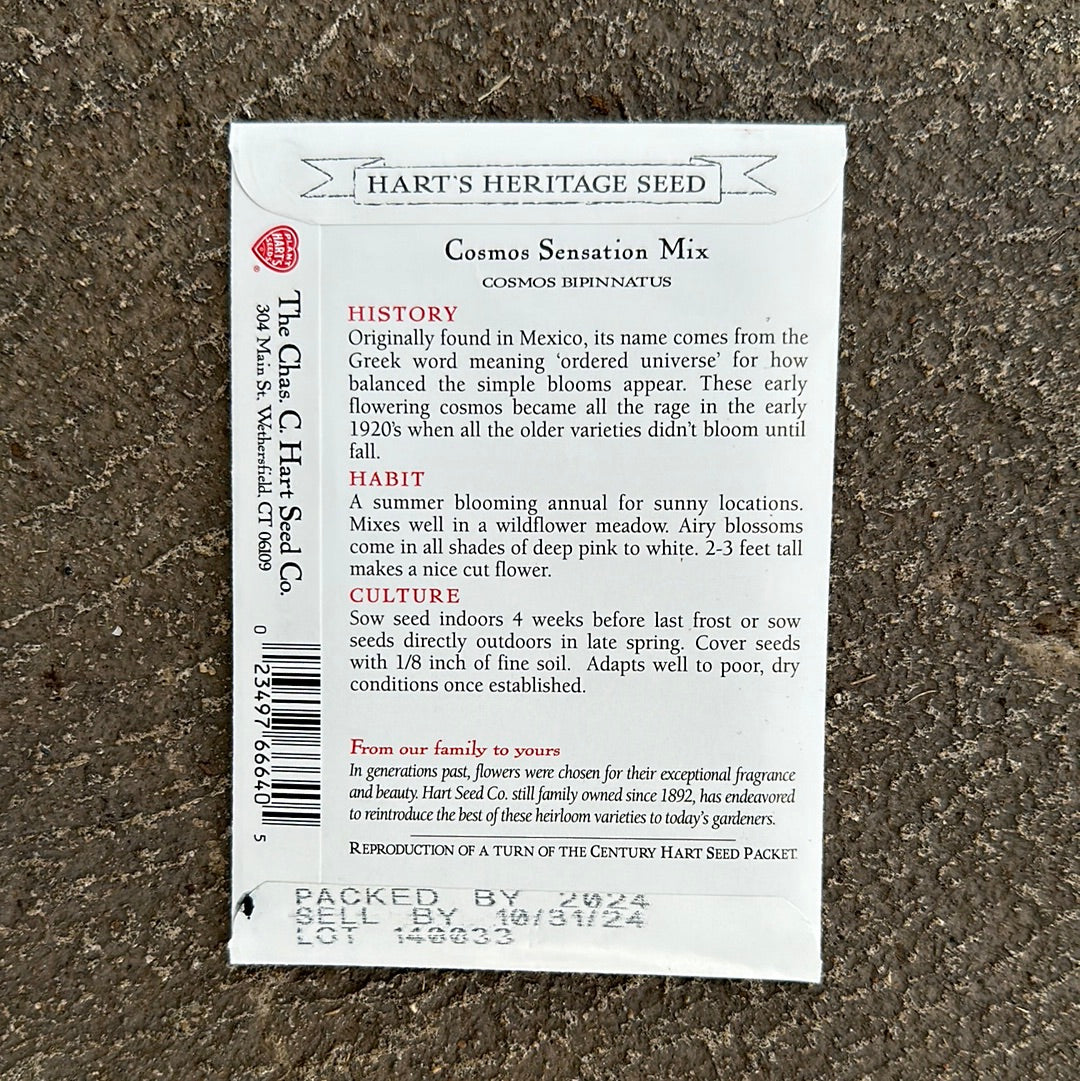 HART'S HERITAGE SEED
PLANT
HART'S
SEEDS
®
The Chas. C. Hart Seed Co.
304 Main St. Wethersfield, CT 06109
0 23497 66640 5
Cosmos Sensation Mix
COSMOS BIPINNATUS
HISTORY
Originally found in Mexico, its name comes from the
Greek word meaning ‘ordered universe’ for how
balanced the simple blooms appear. These early
flowering cosmos became all the rage in the early
1920's when all the older varieties didn't bloom until
fall.
HABIT
A summer blooming annual for sunny locations.
Mixes well in a wildflower meadow. Airy blossoms
come in all shades of deep pink to white. 2-3 feet tall
makes a nice cut flower.
CULTURE
Sow seed indoors 4 weeks before last frost or sow
seeds directly outdoors in late spring. Cover seeds
with 1/8 inch of fine soil. Adapts well to poor, dry
conditions once established.
From our family to yours
In generations past, flowers were chosen for their exceptional fragrance
and beauty. Hart Seed Co. still family owned since 1892, has endeavored
to reintroduce the best of these heirloom varieties to today's gardeners.
REPRODUCTION OF A TURN OF THE CENTURY HART SEED PACKET.
PACKED BY 2024
SELL BY 10/31/24
LOT 140033